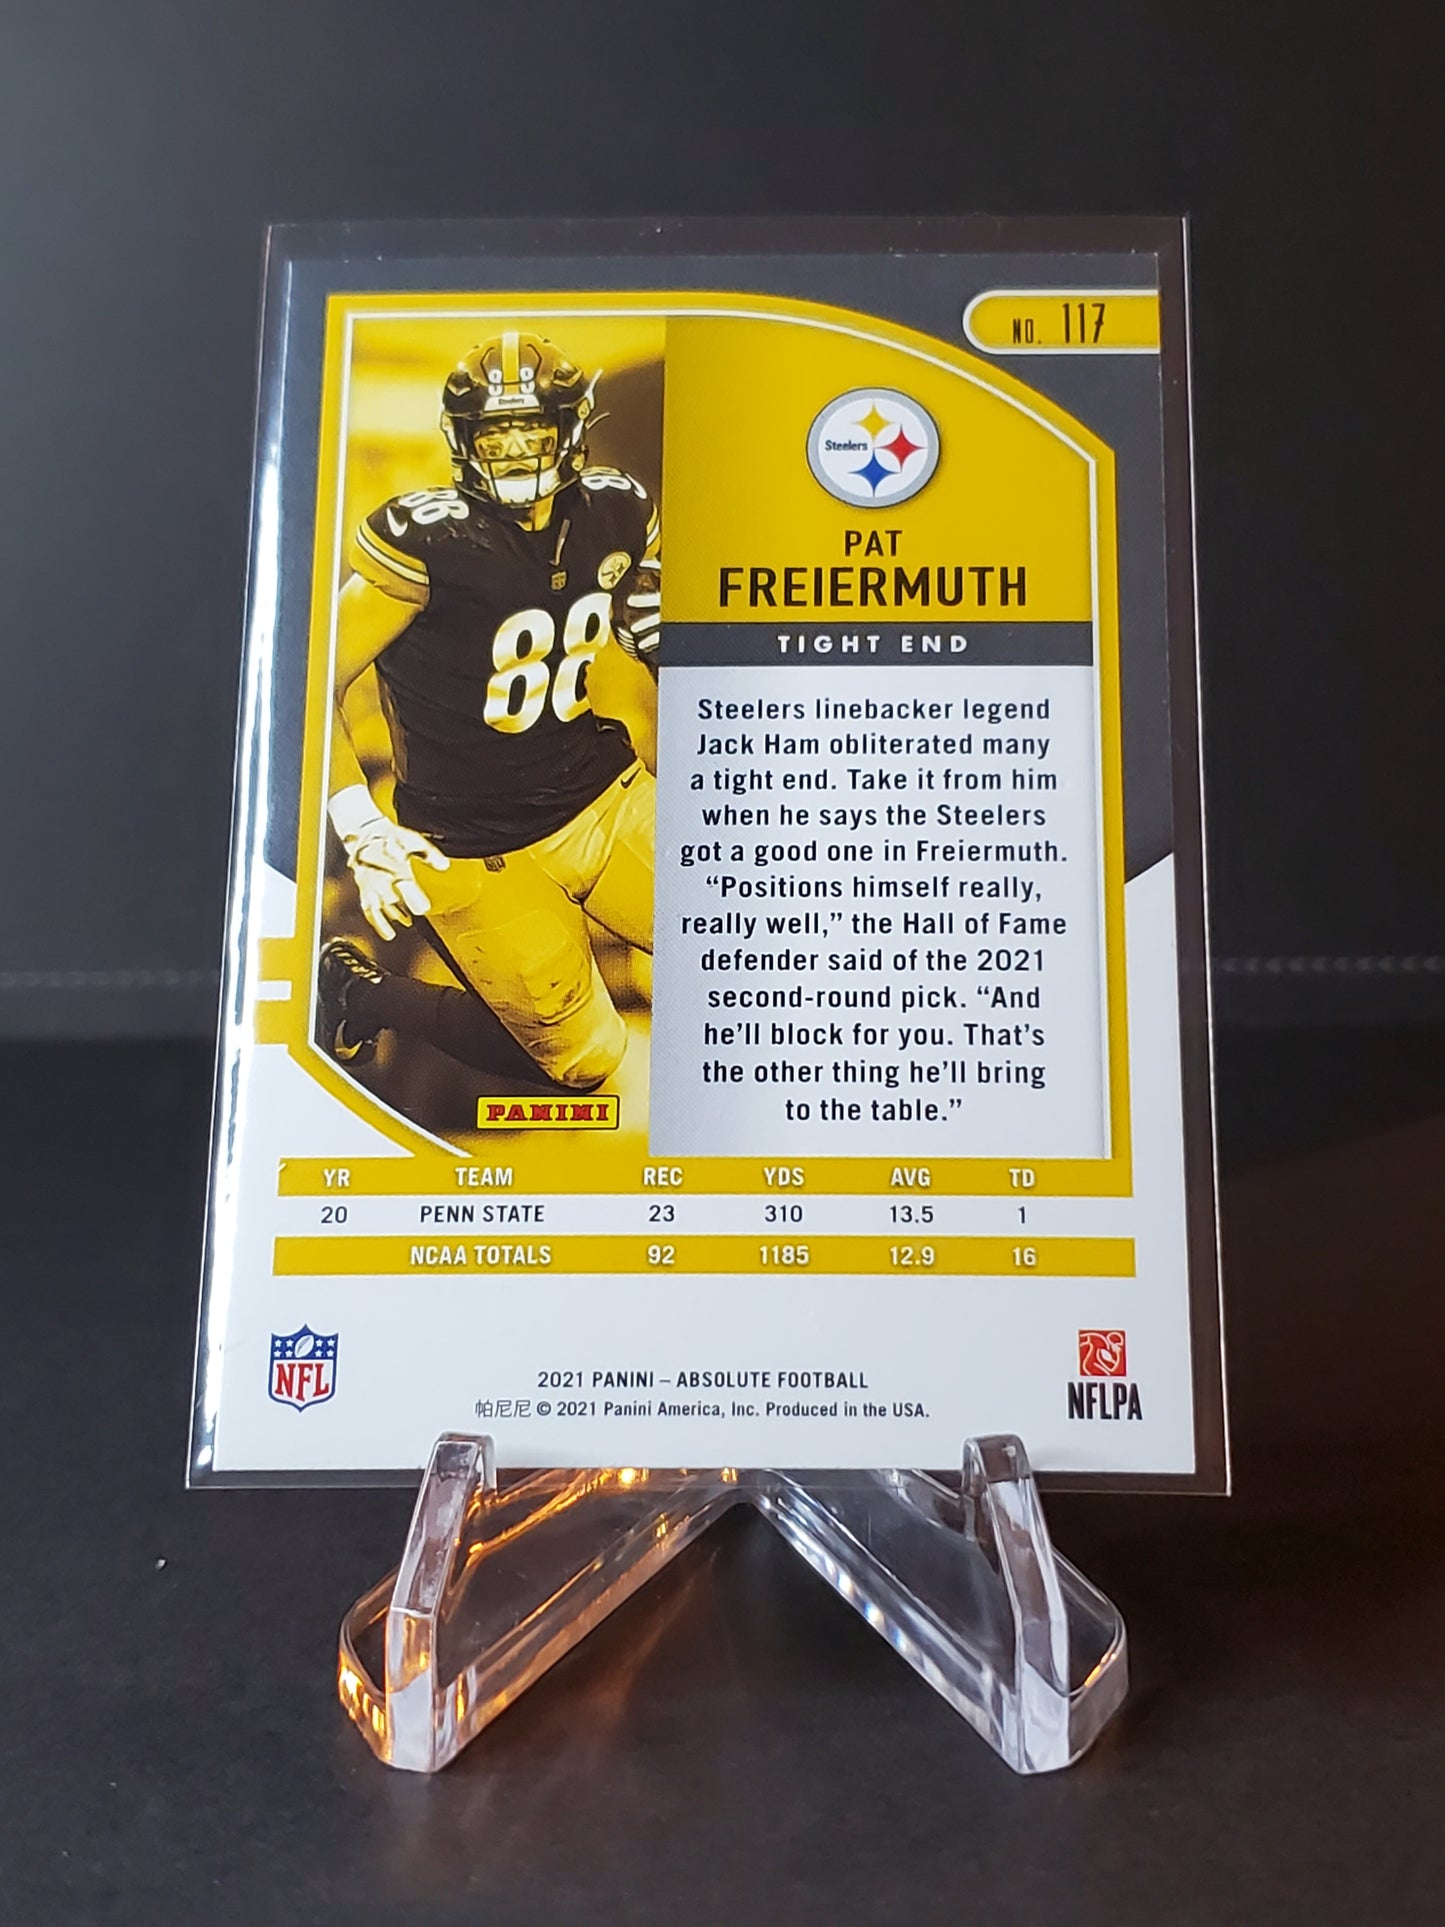 NO. 117
88
Steelers
88
88
88
Steelers
PAT
FREIERMUTH
TIGHT END
Steelers linebacker legend
Jack Ham obliterated many
a tight end. Take it from him
when he says the Steelers
got a good one in Freiermuth.
“Positions himself really,
really well,” the Hall of Fame
defender said of the 2021
second-round pick. “And
he’ll block for you. That’s
the other thing he’ll bring
to the table.”
PANINI
YR TEAM REC YDS AVG TD
20 PENN STATE 23 310 13.5 1
NCAA TOTALS 92 1185 12.9 16
NFL
NFLPA
2021 PANINI – ABSOLUTE FOOTBALL
帕尼尼 © 2021 Panini America, Inc. Produced in the USA.